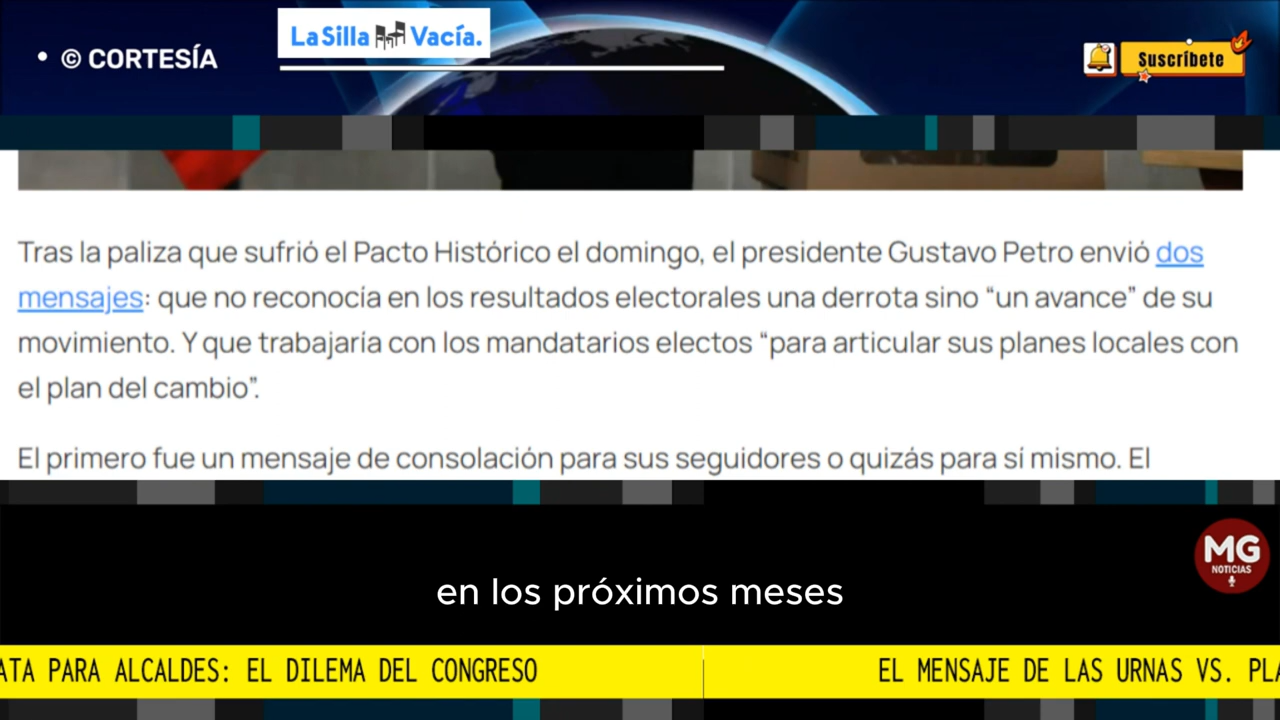 • © CORTESÍA
La Silla Vacía.
Suscríbete
Tras la paliza que sufrió el Pacto Histórico el domingo, el presidente Gustavo Petro envió dos
mensajes: que no reconocía en los resultados electorales una derrota sino “un avance” de su
movimiento. Y que trabajaría con los mandatarios electos “para articular sus planes locales con
el plan del cambio”.
El primero fue un mensaje de consolación para sus seguidores o quizás para sí mismo. El
MG
NOTICIAS
en los próximos meses
ATA PARA ALCALDES: EL DILEMA DEL CONGRESO
EL MENSAJE DE LAS URNAS VS. PLA